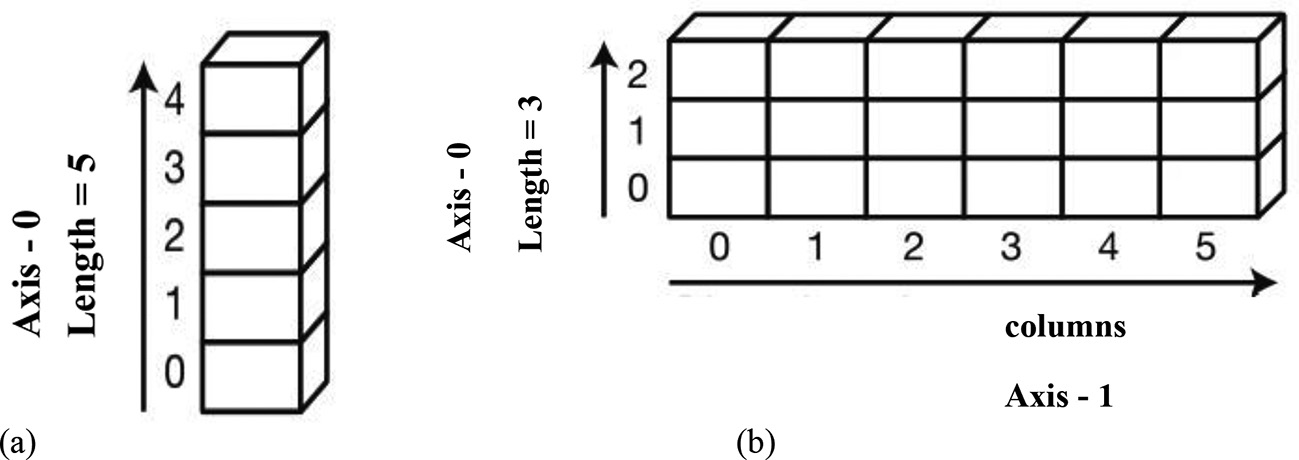 Axis - 0
Length = 5
4
3
2
1
0
(a)
Axis - 0
Length = 3
2
1
0
0 1 2 3 4 5
columns
Axis - 1
(b)